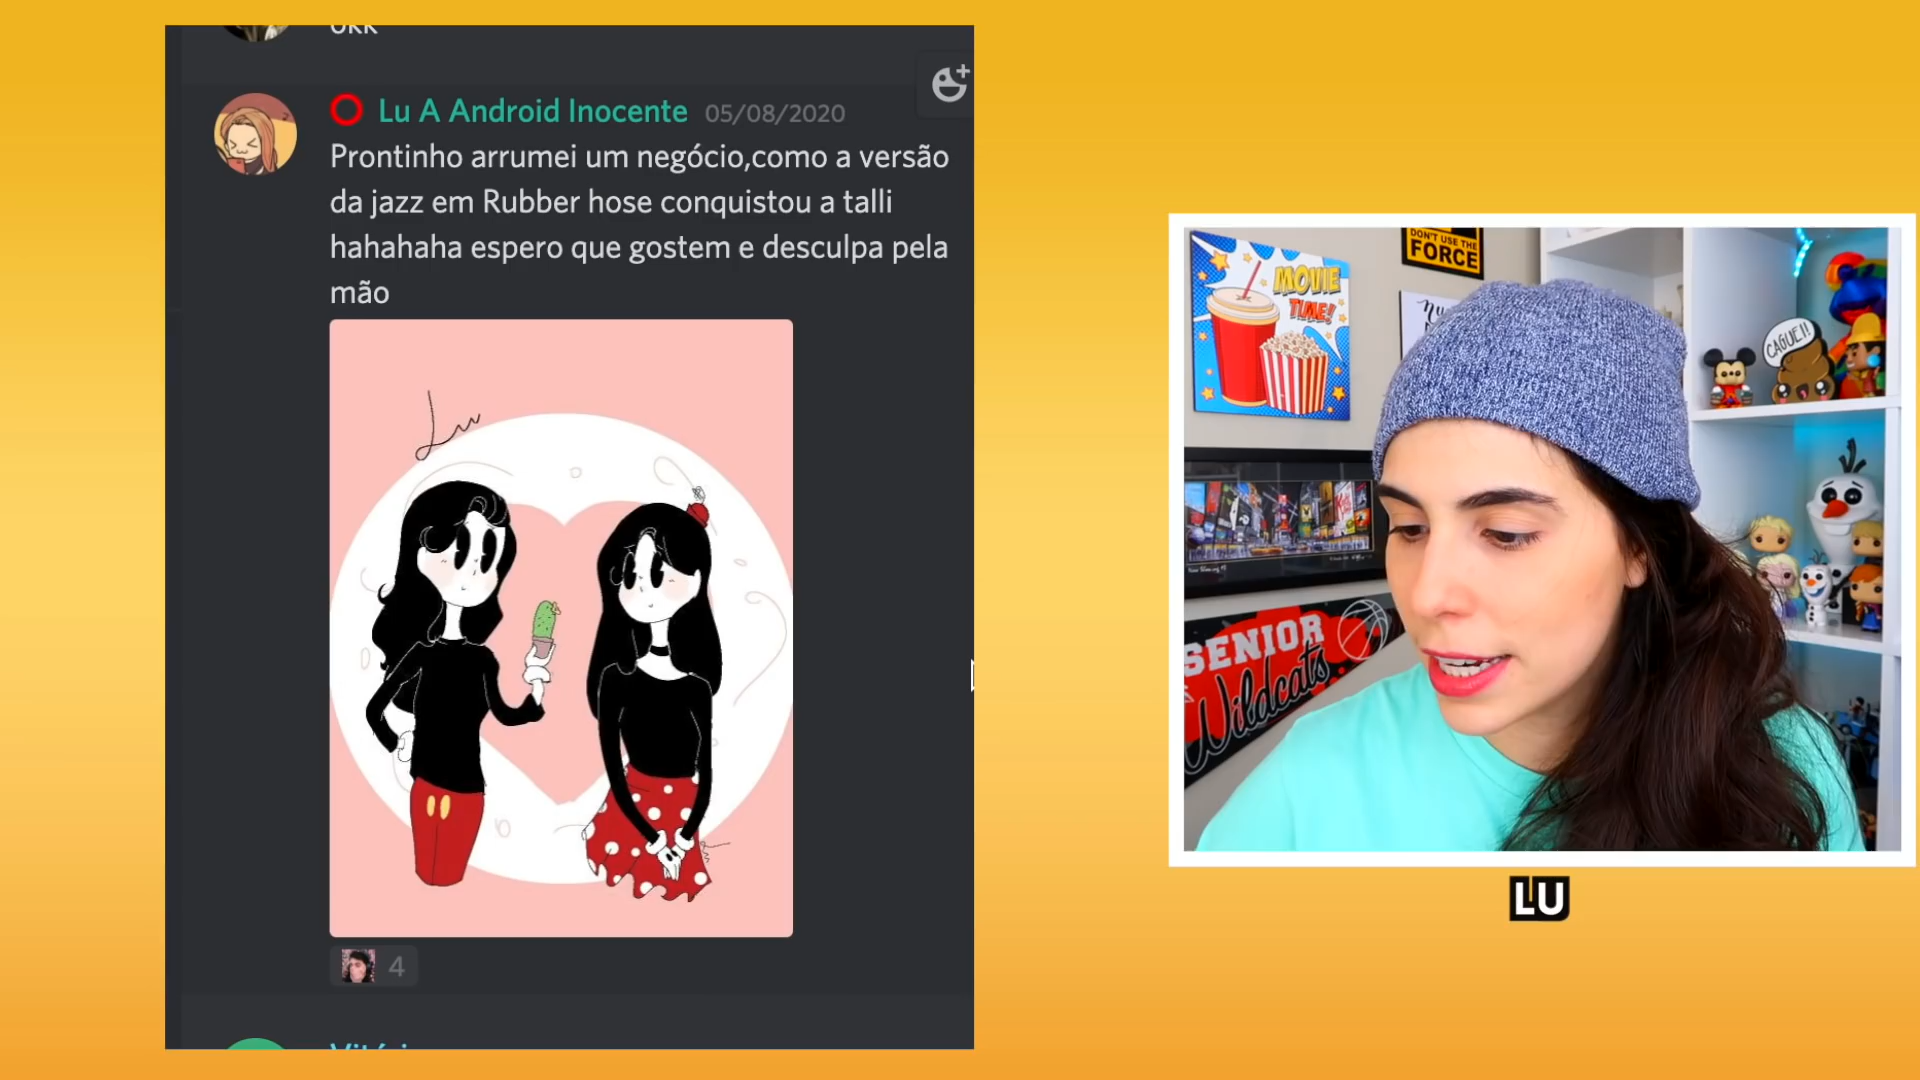 Lu A Android Inocente 05/08/2020
Prontinho arrumei um negócio,como a versão
da jazz em Rubber hose conquistou a talli
hahahaha espero que gostem e desculpa pela
mão
Lu
4
MOVIE
TIME!
DON'T USE THE
FORCE
CAGUEI!
SENIOR
Wildcats
LU